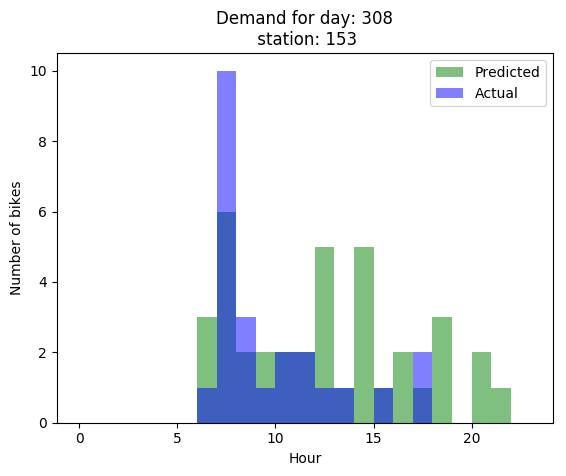 Demand for day: 308
station: 153
Predicted
Actual
Number of bikes
10
8
6
4
2
0
0 5 10 15 20
Hour